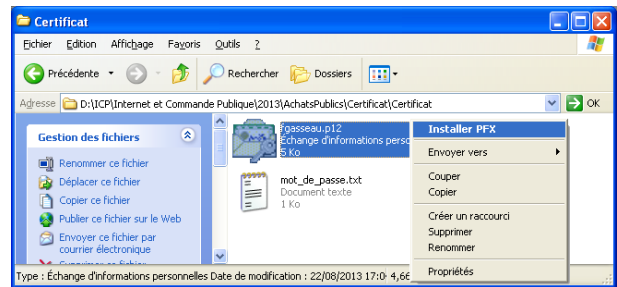 Certificat
Fichier Edition Affichage Favoris Outils ?
Précédente Rechercher Dossiers
Adresse D:\ICP\Internet et Commande Publique\2013\AchatsPublics\Certificat\Certificat OK
Gestion des fichiers
Renommer ce fichier
Déplacer ce fichier
Copier ce fichier
Publier ce fichier sur le Web
Envoyer ce fichier par
courrier électronique
rgasseau.p12
Échange d'informations perso
5 Ko
mot_de_passe.txt
Document texte
1 Ko
Installer PFX
Envoyer vers
Couper
Copier
Créer un raccourci
Supprimer
Renommer
Propriétés
Type : Échange d'informations personnelles Date de modification : 22/08/2013 17:0 4,66